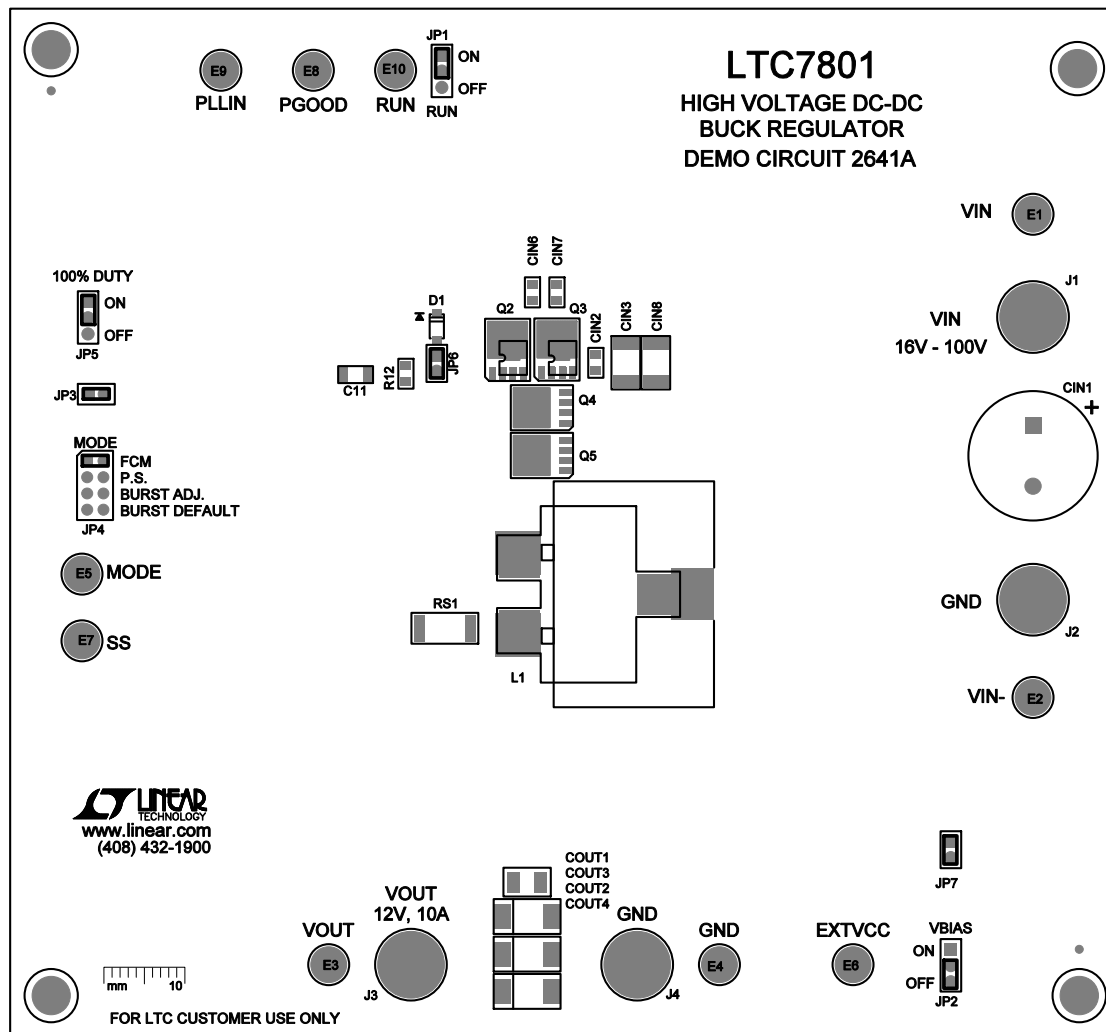 LTC7801
HIGH VOLTAGE DC-DC
BUCK REGULATOR
DEMO CIRCUIT 2641A
E9
PLLIN
E8
PGOOD
E10
RUN
JP1
ON
OFF
RUN
VIN
E1
J1
VIN
16V - 100V
CIN1
+
100% DUTY
ON
OFF
JP5
JP3
MODE
FCM
P.S.
BURST ADJ.
BURST DEFAULT
JP4
E5
MODE
E7
SS
CIN6
CIN7
D1
Q2
Q3
CIN2
CIN3
CIN8
JP6
R12
C11
Q4
Q5
RS1
L1
GND
J2
VIN-
E2
LINEAR
TECHNOLOGY
www.linear.com
(408) 432-1900
COUT1
COUT3
COUT2
COUT4
VOUT
12V, 10A
VOUT
E3
J3
GND
J4
GND
E4
EXTVCC
E6
JP7
VBIAS
ON
OFF
JP2
mm 10
FOR LTC CUSTOMER USE ONLY